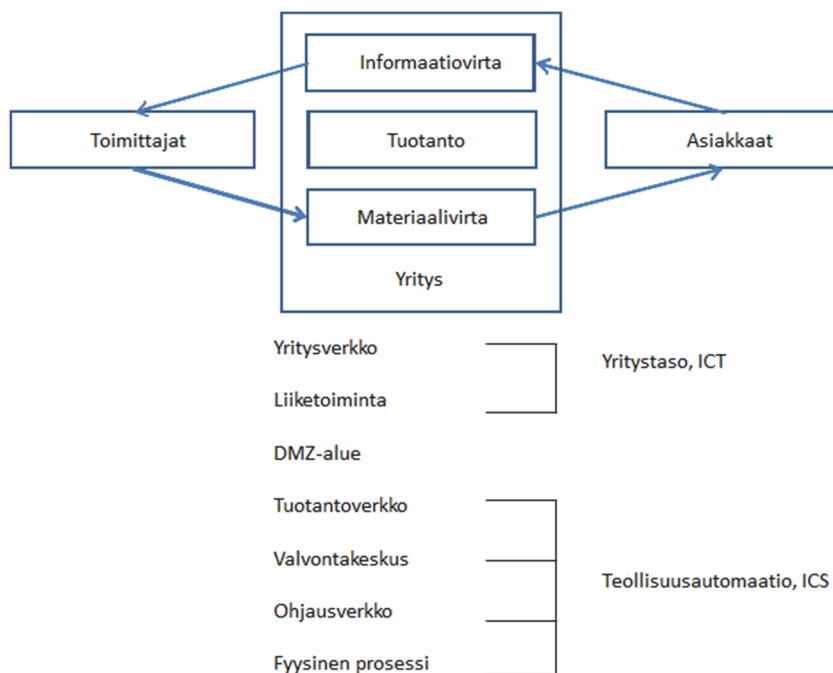 Informaatiovirta
Toimittajat
Tuotanto
Asiakkaat
Materiaalivirta
Yritys
Yritysverkko
Yritystaso, ICT
Liiketoiminta
DMZ-alue
Tuotantoverkko
Valvontakeskus
Teollisuusautomaatio, ICS
Ohjausverkko
Fyysinen prosessi